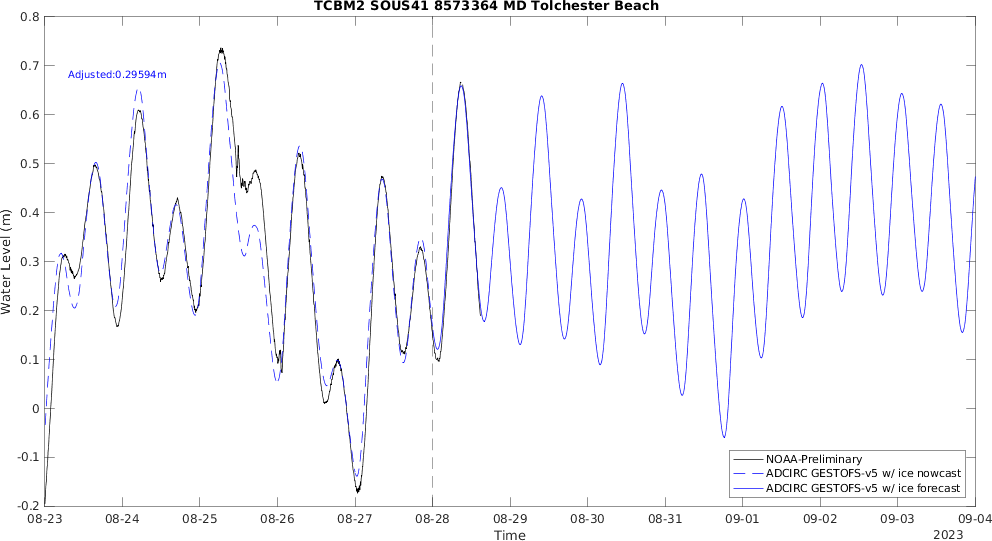 TCBM2 SOUS41 8573364 MD Tolchester Beach
0.8
0.7
Adjusted:0.29594m
0.6
0.5
0.4
0.3
0.2
0.1
0
-0.1
-0.2
Water Level (m)
NOAA-Preliminary
ADCIRC GESTOFS-v5 w/ ice nowcast
ADCIRC GESTOFS-v5 w/ ice forecast
08-23 08-24 08-25 08-26 08-27 08-28 08-29 08-30 08-31 09-01 09-02 09-03 09-04
Time
2023